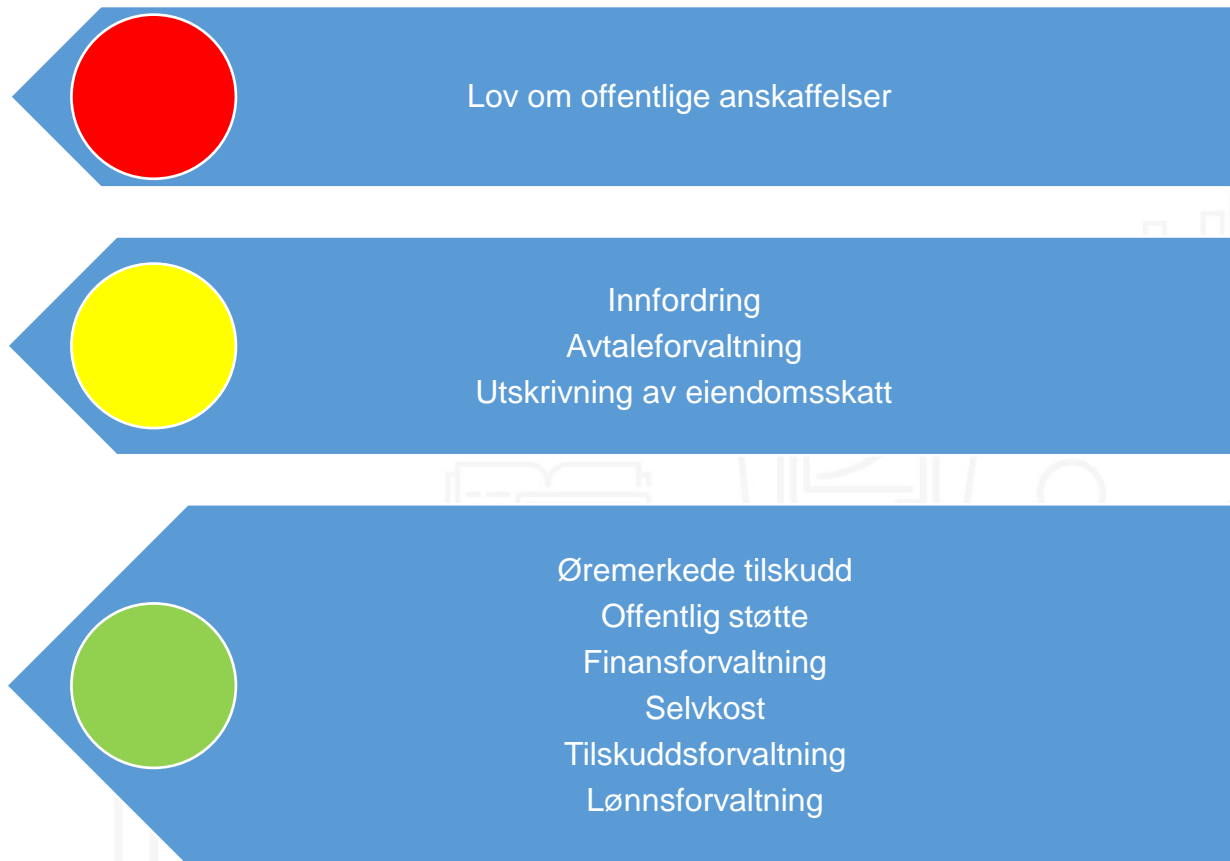 Lov om offentlige anskaffelser
Innfordring
Avtaleforvaltning
Utskrivning av eiendomsskatt
Øremerkede tilskudd
Offentlig støtte
Finansforvaltning
Selvkost
Tilskuddsforvaltning
Lønnsforvaltning